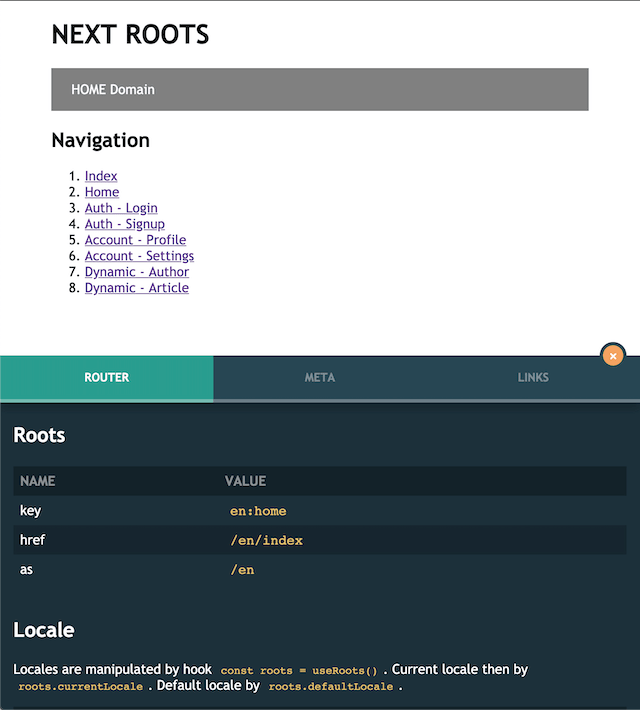 NEXT ROOTS
HOME Domain
Navigation
1. Index
2. Home
3. Auth - Login
4. Auth - Signup
5. Account - Profile
6. Account - Settings
7. Dynamic - Author
8. Dynamic - Article
×
ROUTER META LINKS
Roots
NAME VALUE
key en:home
href /en/index
as /en
Locale
Locales are manipulated by hook const roots = useRoots() . Current locale then by
roots.currentLocale . Default locale by roots.defaultLocale .